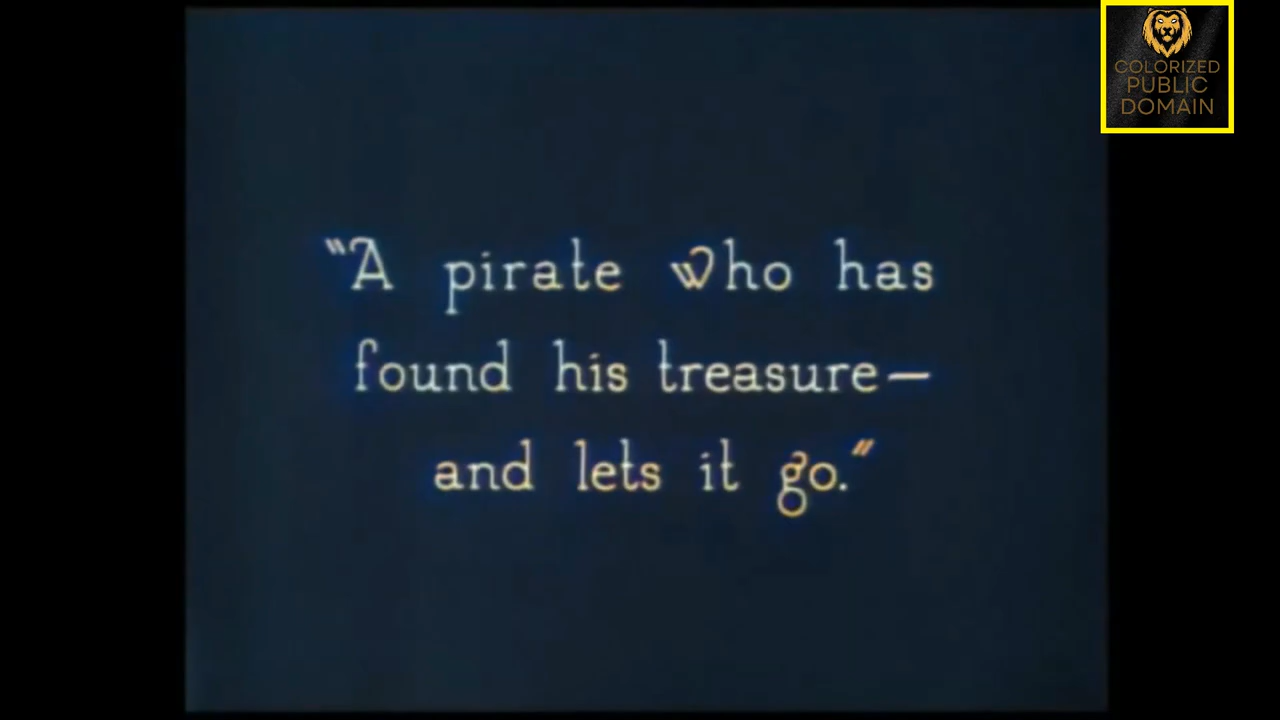 "A pirate who has
found his treasure—
and lets it go."
COLORIZED
PUBLIC
DOMAIN